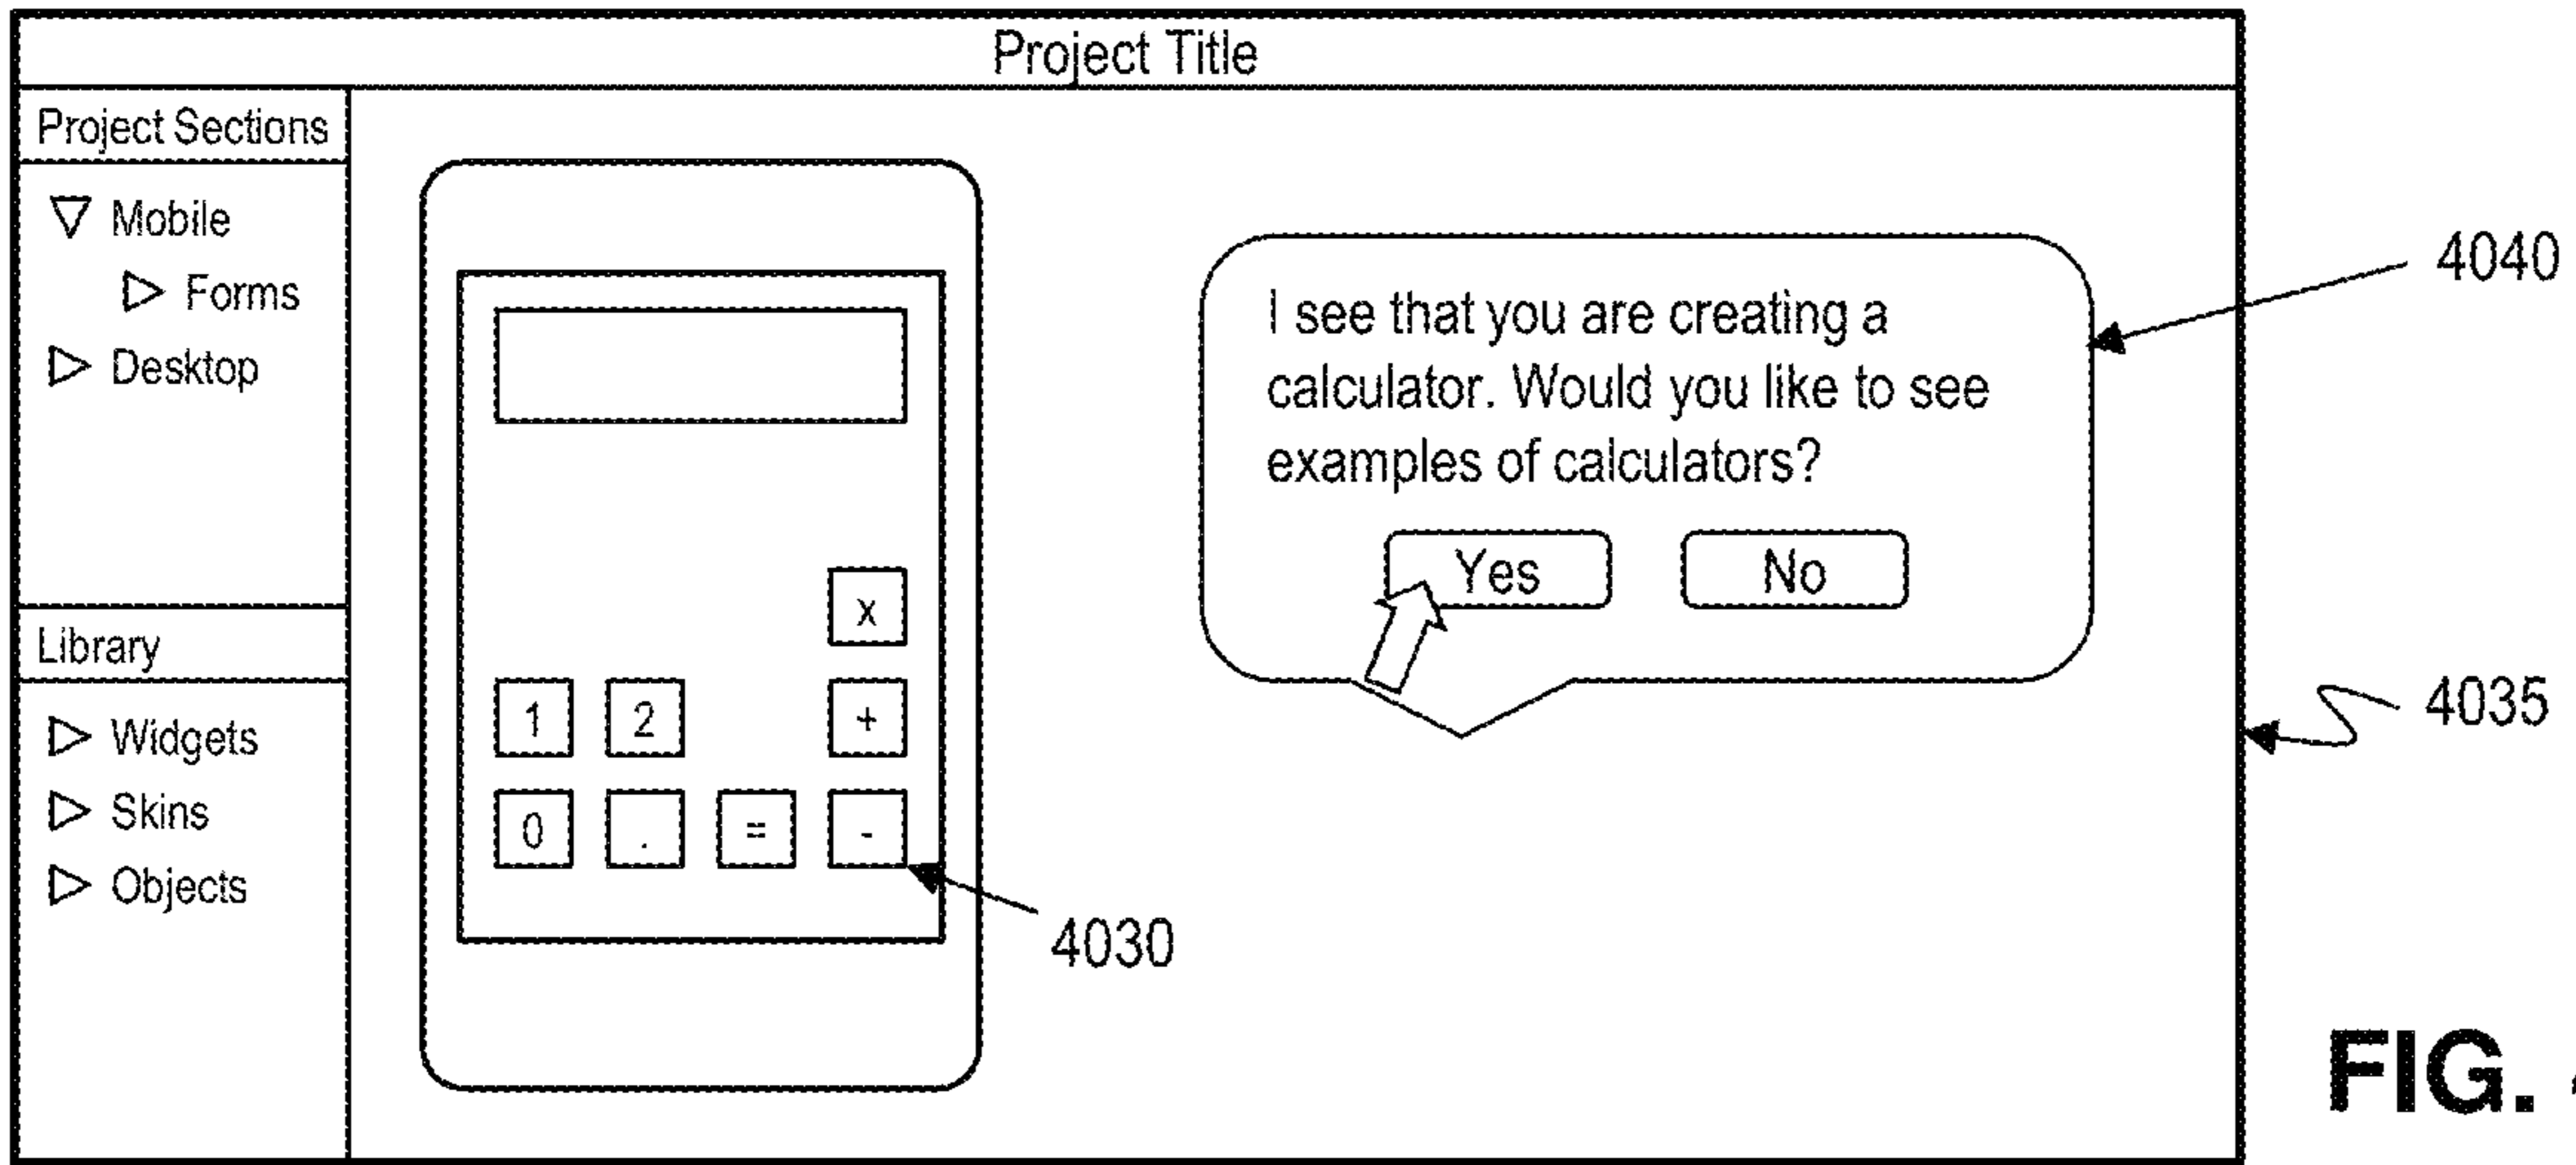 Project Title
Project Sections
Mobile
Forms
Desktop
Library
Widgets
Skins
Objects
x
1 2 +
0 . = -
4030
I see that you are creating a
calculator. Would you like to see
examples of calculators?
Yes No
4040
4035
FIG.